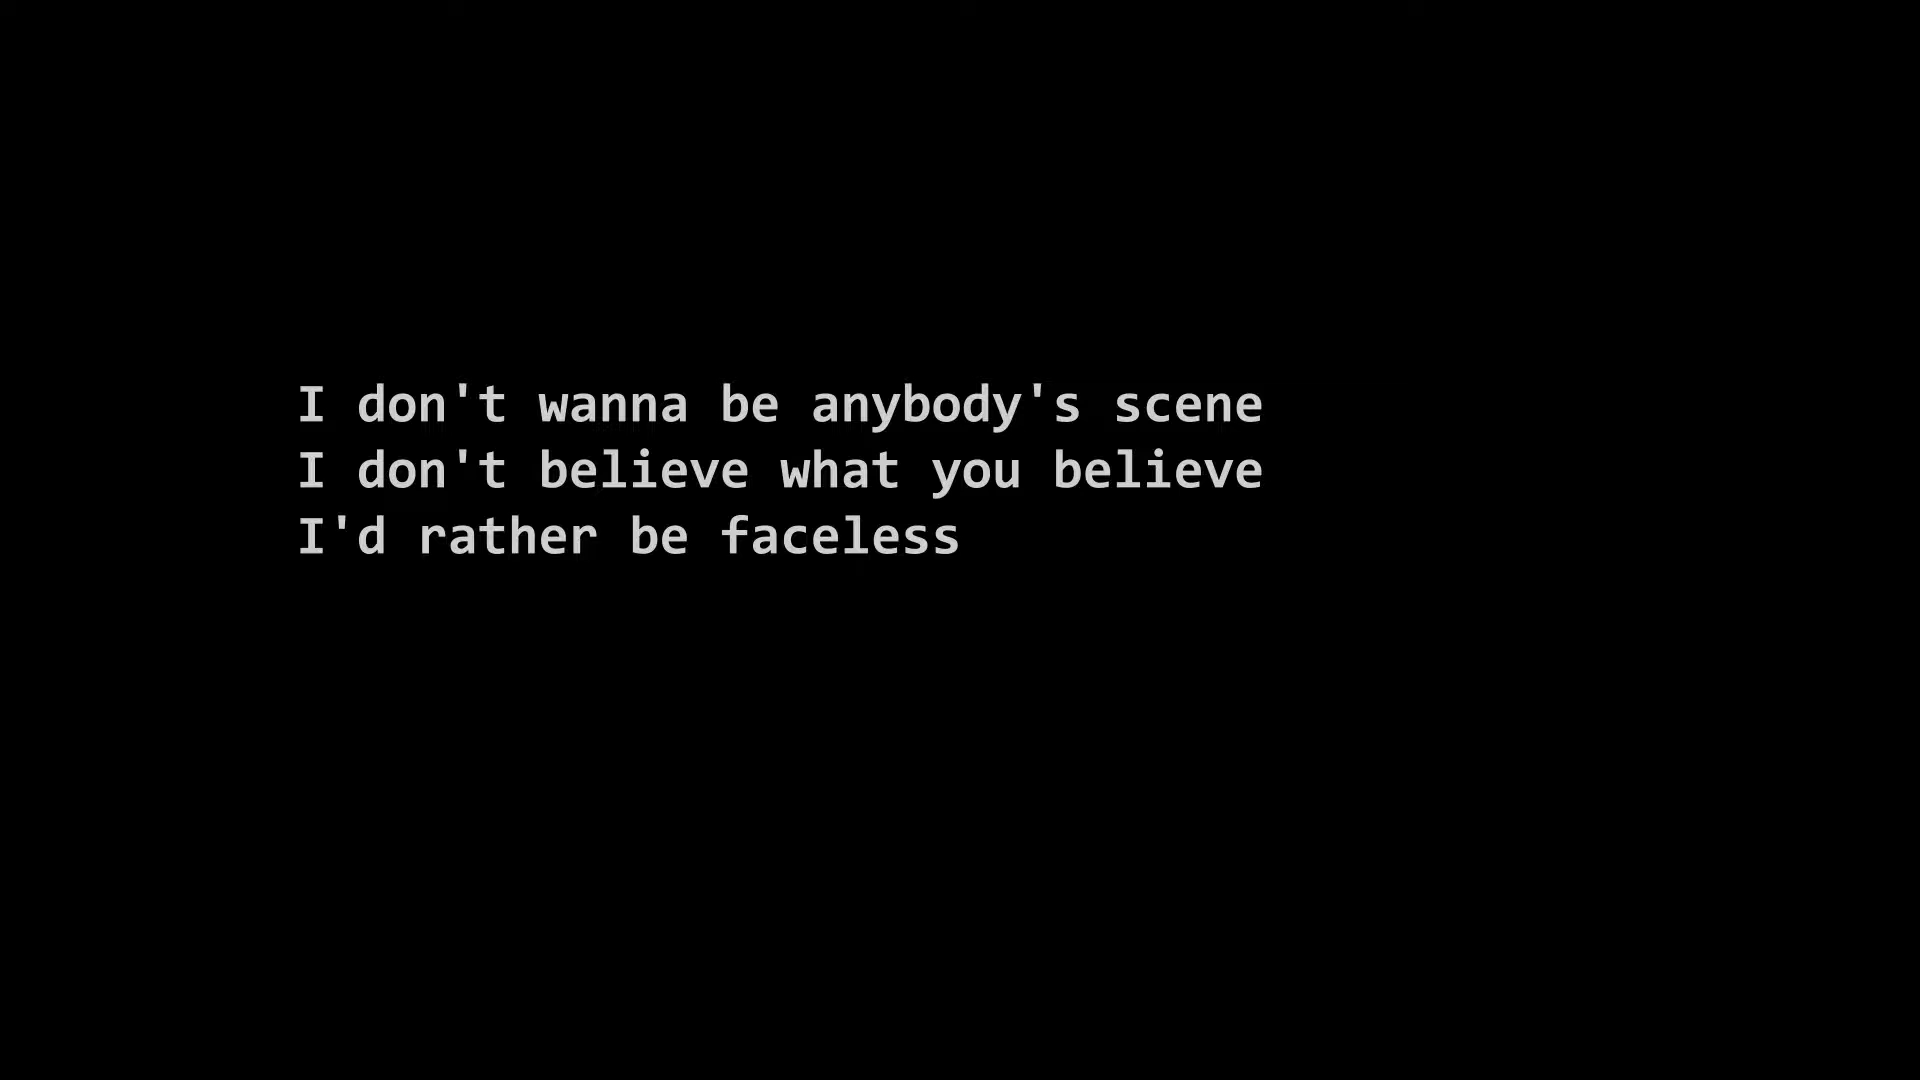 I don't wanna be anybody's scene
I don't believe what you believe
I'd rather be faceless